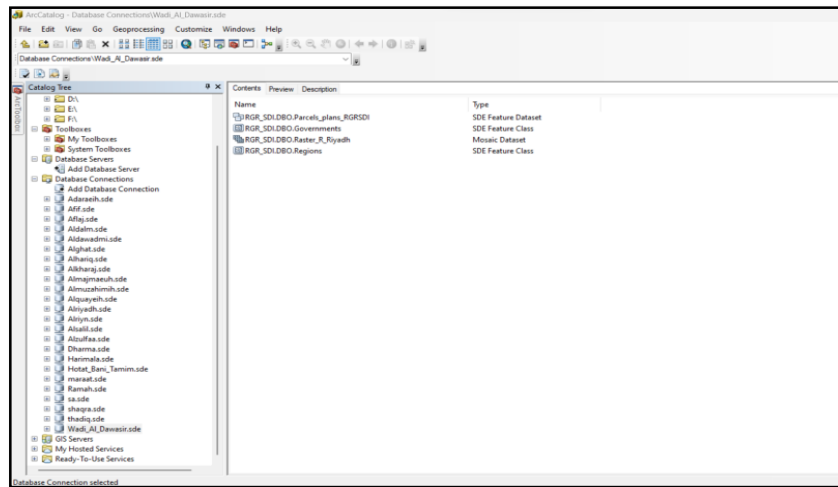 ArcCatalog - Database Connections\Wadi_Al_Dawasir.sde
File Edit View Go Geoprocessing Customize Windows Help
Database Connections\Wadi_Al_Dawasir.sde
Catalog Tree
ArcToolbox
D:\
E:\
F:\
Toolboxes
My Toolboxes
System Toolboxes
Database Servers
Add Database Server
Database Connections
Add Database Connection
Adaraeih.sde
Afif.sde
Aflaj.sde
Aldalm.sde
Aldawadmi.sde
Alghat.sde
Alhariq.sde
Alkharaj.sde
Almajmaeuh.sde
Almuzahimih.sde
Alquayeih.sde
Alriyadh.sde
Alriyn.sde
Alsalil.sde
Alzulfaa.sde
Dharma.sde
Harimala.sde
Hotat_Bani_Tamim.sde
maraat.sde
Ramah.sde
sa.sde
shaqra.sde
thadiq.sde
Wadi_Al_Dawasir.sde
GIS Servers
My Hosted Services
Ready-To-Use Services
Contents Preview Description
Name Type
RGR_SDI.DBO.Parcels_plans_RGRSDI SDE Feature Dataset
RGR_SDI.DBO.Governments SDE Feature Class
RGR_SDI.DBO.Raster_R_Riyadh Mosaic Dataset
RGR_SDI.DBO.Regions SDE Feature Class
Database Connection selected